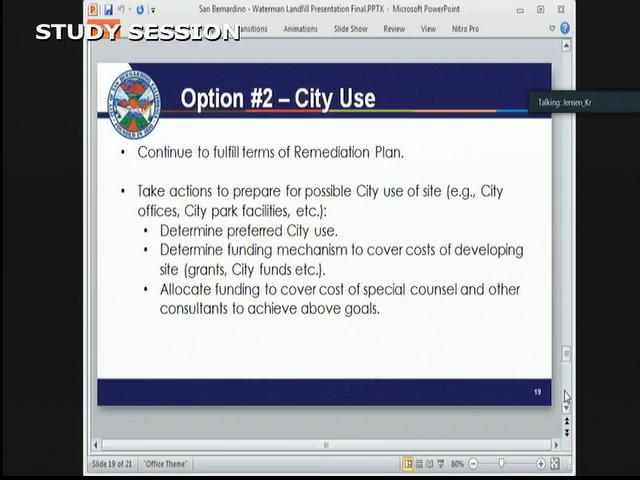 San Bernardino - Waterman Landfill Presentation Final.PPTX - Microsoft PowerPoint
STUDY SESSION
Animations Slide Show Review View Nitro Pro
Option #2 – City Use
Talking: Jensen_Kr
• Continue to fulfill terms of Remediation Plan.
• Take actions to prepare for possible City use of site (e.g., City
offices, City park facilities, etc.):
• Determine preferred City use.
• Determine funding mechanism to cover costs of developing
site (grants, City funds etc.).
• Allocate funding to cover cost of special counsel and other
consultants to achieve above goals.
19
Slide 19 of 21 "Office Theme" 80%